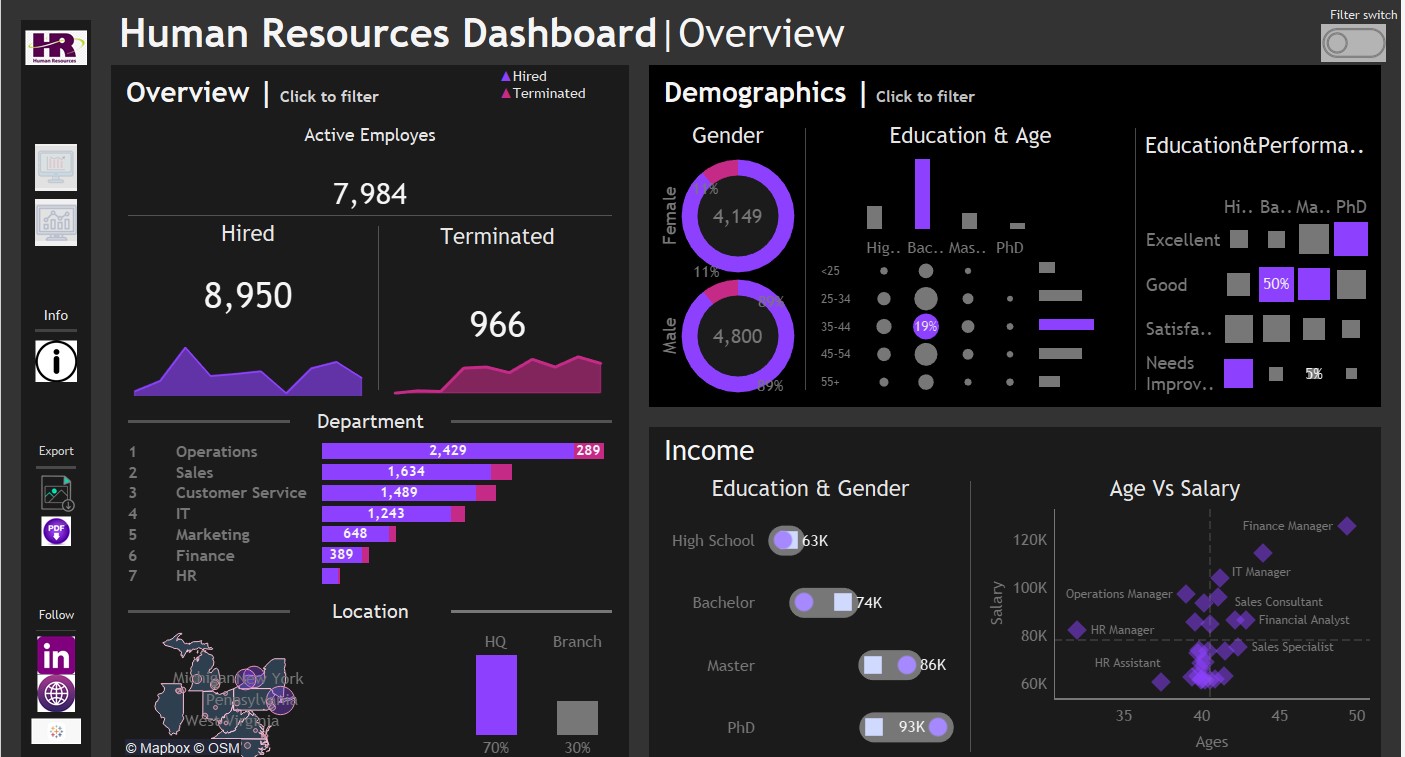 Human Resources Dashboard|Overview
Filter switch
HR
Human Resources
Info
i
Export
PDF
Follow
in
Overview | Click to filter
Hired
Terminated
Active Employes
7,984
Hired
8,950
Terminated
966
Department
1 Operations 2,429 289
2 Sales 1,634
3 Customer Service 1,489
4 IT 1,243
5 Marketing 648
6 Finance 389
7 HR
Location
Michigan
New York
Pennsylvania
West Virginia
© Mapbox © OSM
HQ
Branch
70%
30%
Demographics | Click to filter
Gender
Female
11%
4,149
89%
Male
11%
4,800
89%
Education & Age
Hig.. Bac.. Mas.. PhD
<25
25-34
35-44 19%
45-54
55+
Education&Performa..
Hi.. Ba.. Ma.. PhD
Excellent
Good 50%
Satisfa..
Needs
Improv.. 5%
Income
Education & Gender
High School 63K
Bachelor 74K
Master 86K
PhD 93K
Age Vs Salary
Salary
120K
100K
80K
60K
Finance Manager
IT Manager
Operations Manager
Sales Consultant
Financial Analyst
HR Manager
Sales Specialist
HR Assistant
35 40 45 50
Ages